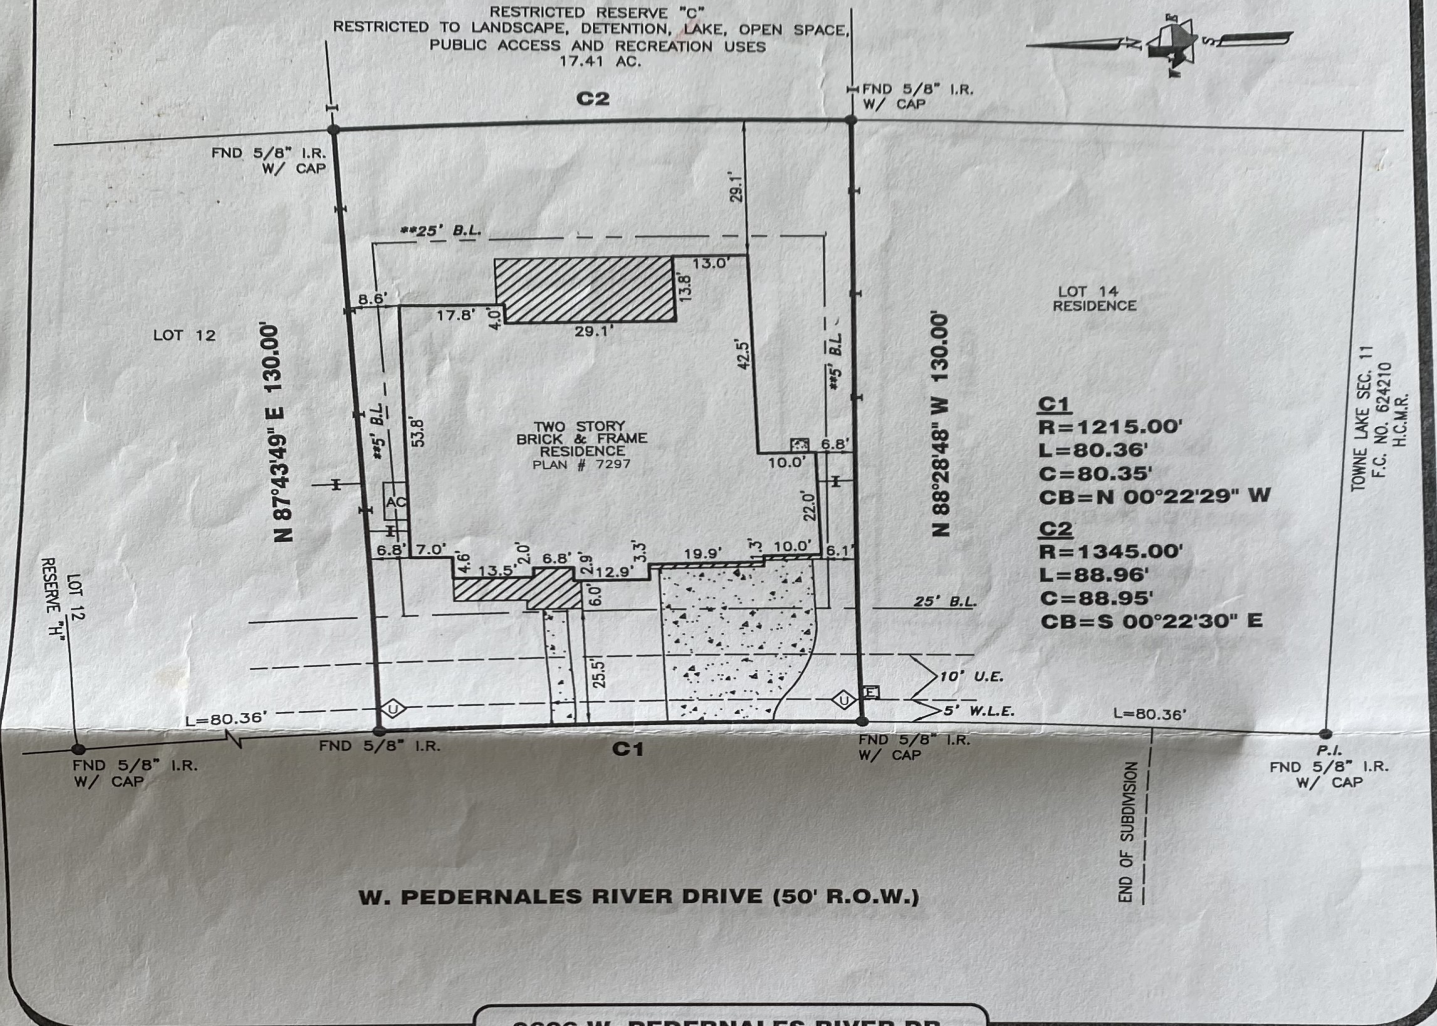 RESTRICTED RESERVE "C"
RESTRICTED TO LANDSCAPE, DETENTION, LAKE, OPEN SPACE,
PUBLIC ACCESS AND RECREATION USES
17.41 AC.
C2
FND 5/8" I.R.
W/ CAP
FND 5/8" I.R.
W/ CAP
N
S
E
W
29.1'
**25' B.L.
13.0'
13.8'
8.6'
17.8'
4.0'
29.1'
LOT 12
N 87°43'49" E 130.00'
**5' B.L.
53.8'
42.5'
**5' B.L.
TWO STORY
BRICK & FRAME
RESIDENCE
PLAN # 7297
6.8'
10.0'
22.0'
AC
N 88°28'48" W 130.00'
LOT 14
RESIDENCE
C1
R=1215.00'
L=80.36'
C=80.35'
CB=N 00°22'29" W
C2
R=1345.00'
L=88.96'
C=88.95'
CB=S 00°22'30" E
TOWNE LAKE SEC. 11
F.C. NO. 624210
H.C.M.R.
6.8'
7.0'
4.6'
13.5'
2.0'
6.8'
2.9'
12.9'
3.3'
19.9'
1.3'
10.0'
6.1'
6.0'
25.5'
25' B.L.
10' U.E.
5' W.L.E.
U
U
E
LOT 12
RESERVE "H"
L=80.36'
L=80.36'
FND 5/8" I.R.
W/ CAP
FND 5/8" I.R.
C1
FND 5/8" I.R.
W/ CAP
P.I.
FND 5/8" I.R.
W/ CAP
END OF SUBDIVISION
W. PEDERNALES RIVER DRIVE (50' R.O.W.)
W. PEDERNALES RIVER DR